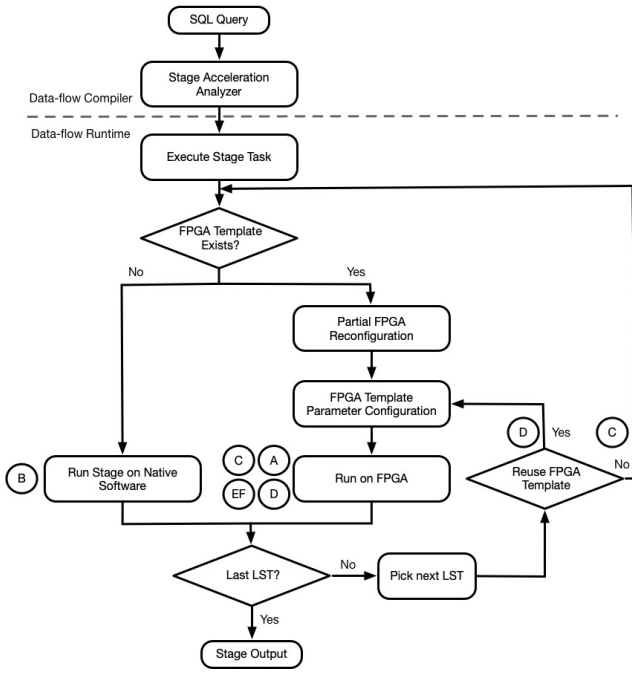 SQL Query
Stage Acceleration
Analyzer
Data-flow Compiler
Data-flow Runtime
Execute Stage Task
FPGA Template
Exists?
No
Yes
Partial FPGA
Reconfiguration
FPGA Template
Parameter Configuration
D
Yes
C
B
Run Stage on Native
Software
C
A
EF
D
Run on FPGA
Reuse FPGA
Template
No
Last LST?
No
Pick next LST
Yes
Stage Output